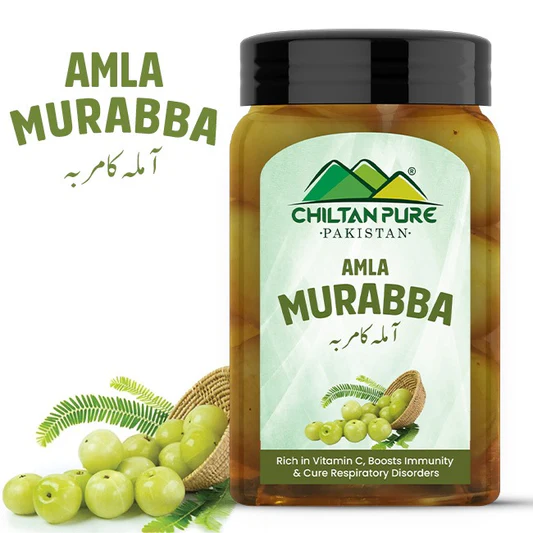 AMLA
MURABBA
آملہ کا مربہ
®
CHILTAN PURE
·PAKISTAN·
AMLA
MURABBA
آملہ کا مربہ
Rich in Vitamin C, Boosts Immunity
& Cure Respiratory Disorders